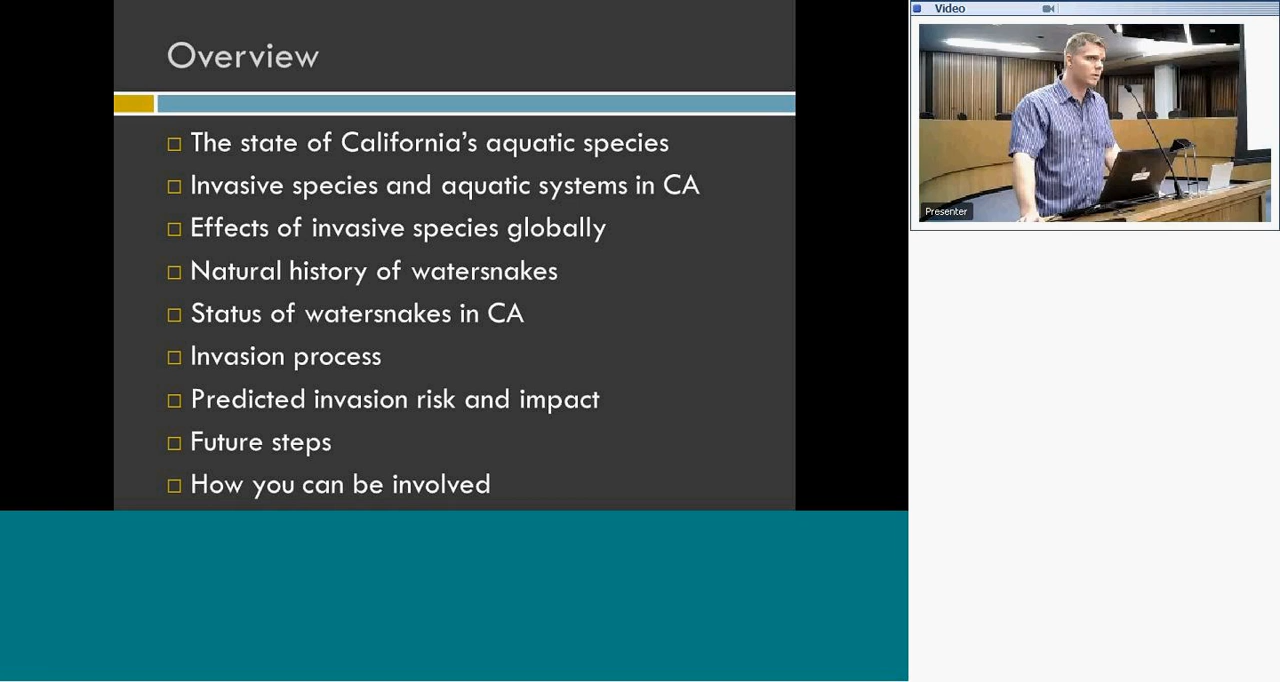 Overview
The state of California's aquatic species
Invasive species and aquatic systems in CA
Effects of invasive species globally
Natural history of watersnakes
Status of watersnakes in CA
Invasion process
Predicted invasion risk and impact
Future steps
How you can be involved
Video
Presenter